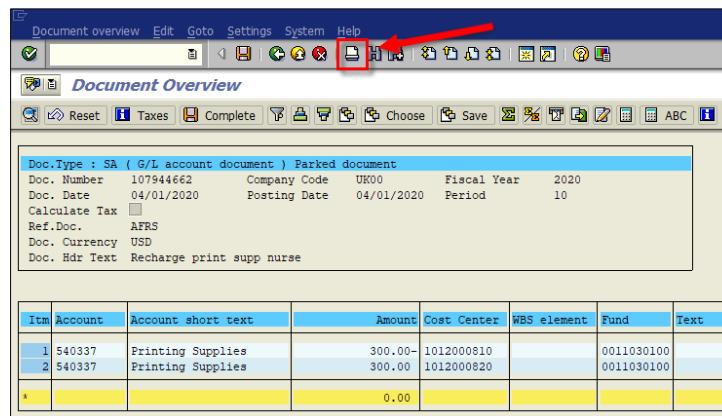 Document overview Edit Goto Settings System Help
Document Overview
Reset Taxes Complete Choose Save ABC
Doc.Type : SA ( G/L account document ) Parked document
Doc. Number 107944662 Company Code UK00 Fiscal Year 2020
Doc. Date 04/01/2020 Posting Date 04/01/2020 Period 10
Calculate Tax
Ref.Doc. AFRS
Doc. Currency USD
Doc. Hdr Text Recharge print supp nurse
Itm Account Account short text Amount Cost Center WBS element Fund Text
1 540337 Printing Supplies 300.00- 1012000810 0011030100
2 540337 Printing Supplies 300.00 1012000820 0011030100
* 0.00